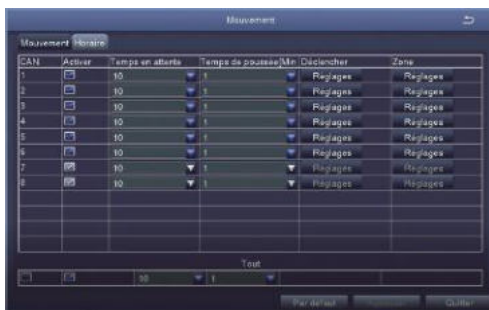 Mouvement
Mouvement Horaire
CAN Activer Temps en attente Temps de poussée(Min Déclencher Zone
1 10 1 Réglages Réglages
2 10 1 Réglages Réglages
3 10 1 Réglages Réglages
4 10 1 Réglages Réglages
5 10 1 Réglages Réglages
6 10 1 Réglages Réglages
7 10 1 Réglages Réglages
8 10 1 Réglages Réglages
Tout
10 1
Par défaut Quitter